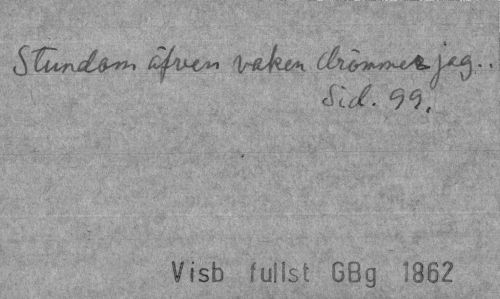 Stundom äfven vaken drömmer jag..
Sid. 99.
Visb fullst GBg 1862